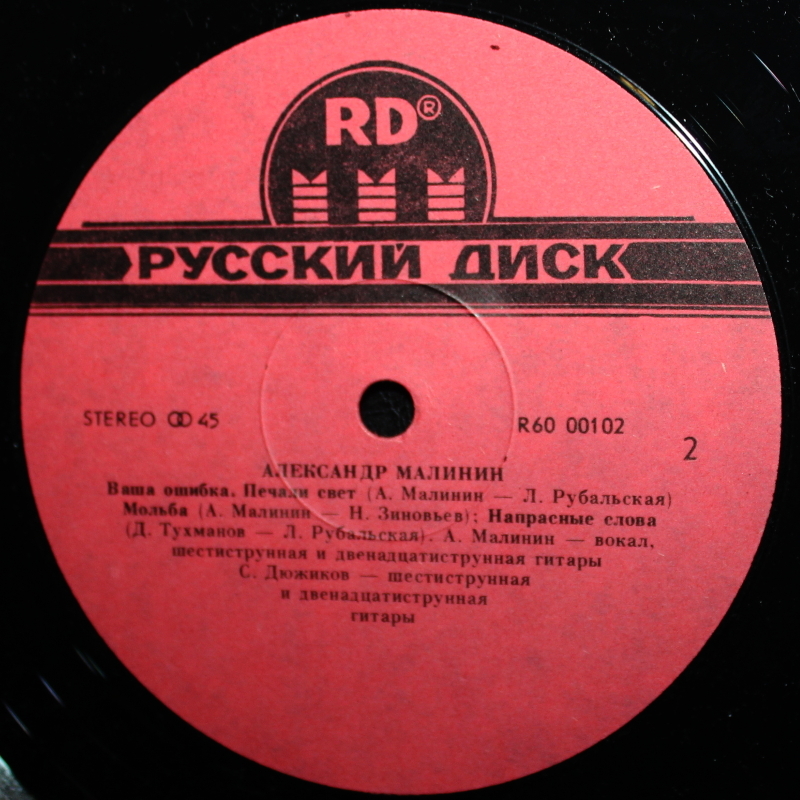 RD®
РУССКИЙ ДИСК
STEREO 45 R60 00102
2
АЛЕКСАНДР МАЛИНИН
Ваша ошибка. Печали свет (А. Малинин — Л. Рубальская)
Мольба (А. Малинин — Н. Зиновьев); Напрасные слова
(Д. Тухманов — Л. Рубальская). А. Малинин — вокал,
шестиструнная и двенадцатиструнная гитары
С. Дюжиков — шестиструнная
и двенадцатиструнная
гитары